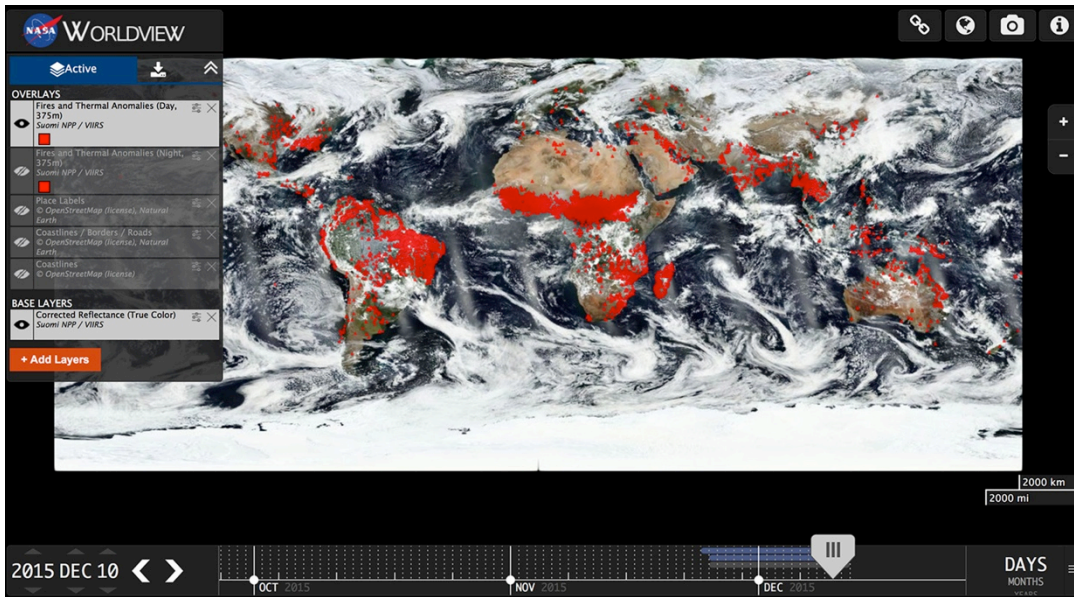 NASA WORLDVIEW
Active
OVERLAYS
Fires and Thermal Anomalies (Day,
375m)
Suomi NPP / VIIRS
Fires and Thermal Anomalies (Night,
375m)
Suomi NPP / VIIRS
Place Labels
© OpenStreetMap (license), Natural
Earth
Coastlines / Borders / Roads
© OpenStreetMap (license), Natural
Earth
Coastlines
© OpenStreetMap (license)
BASE LAYERS
Corrected Reflectance (True Color)
Suomi NPP / VIIRS
+ Add Layers
+
−
2000 km
2000 mi
2015 DEC 10
OCT 2015
NOV 2015
DEC 2015
DAYS
MONTHS
YEARS